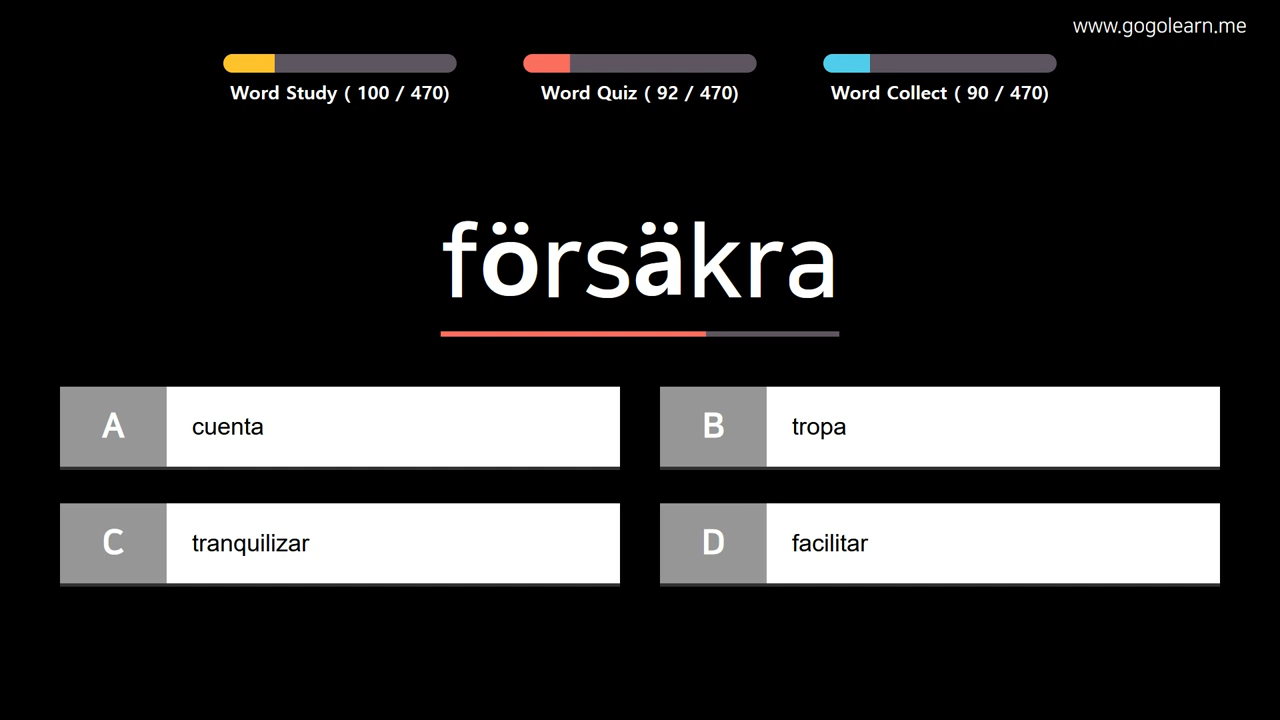 www.gogolearn.me
Word Study ( 100 / 470)
Word Quiz ( 92 / 470)
Word Collect ( 90 / 470)
försäkra
A cuenta
B tropa
C tranquilizar
D facilitar